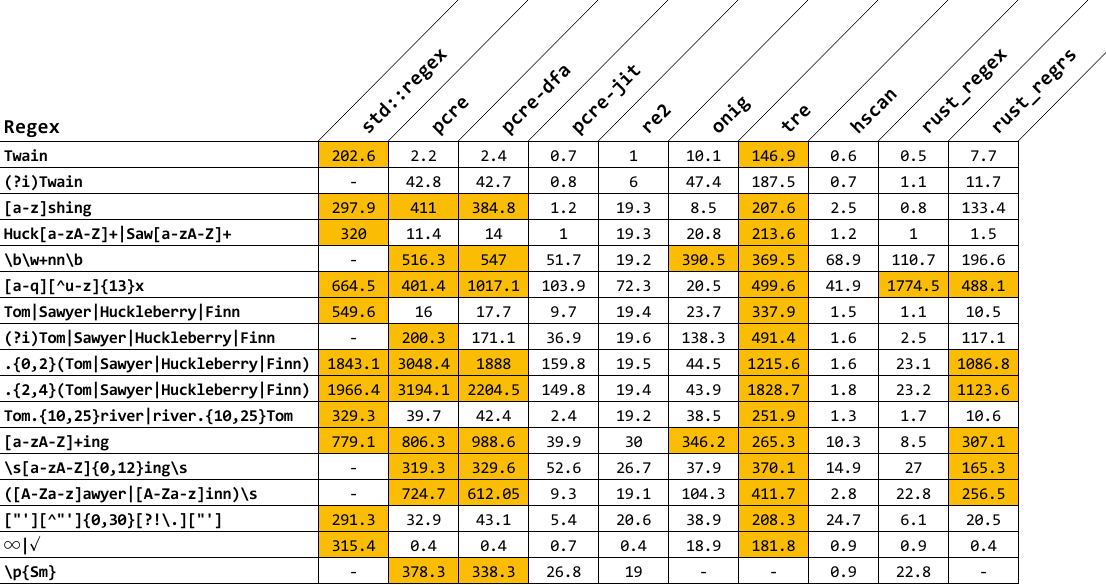 Regex std::regex pcre pcre-dfa pcre-jit re2 onig tre hscan rust_regex rust_regrs
Twain 202.6 2.2 2.4 0.7 1 10.1 146.9 0.6 0.5 7.7
(?i)Twain - 42.8 42.7 0.8 6 47.4 187.5 0.7 1.1 11.7
[a-z]shing 297.9 411 384.8 1.2 19.3 8.5 207.6 2.5 0.8 133.4
Huck[a-zA-Z]+|Saw[a-zA-Z]+ 320 11.4 14 1 19.3 20.8 213.6 1.2 1 1.5
\b\w+nn\b - 516.3 547 51.7 19.2 390.5 369.5 68.9 110.7 196.6
[a-q][^u-z]{13}x 664.5 401.4 1017.1 103.9 72.3 20.5 499.6 41.9 1774.5 488.1
Tom|Sawyer|Huckleberry|Finn 549.6 16 17.7 9.7 19.4 23.7 337.9 1.5 1.1 10.5
(?i)Tom|Sawyer|Huckleberry|Finn - 200.3 171.1 36.9 19.6 138.3 491.4 1.6 2.5 117.1
.{0,2}(Tom|Sawyer|Huckleberry|Finn) 1843.1 3048.4 1888 159.8 19.5 44.5 1215.6 1.6 23.1 1086.8
.{2,4}(Tom|Sawyer|Huckleberry|Finn) 1966.4 3194.1 2204.5 149.8 19.4 43.9 1828.7 1.8 23.2 1123.6
Tom.{10,25}river|river.{10,25}Tom 329.3 39.7 42.4 2.4 19.2 38.5 251.9 1.3 1.7 10.6
[a-zA-Z]+ing 779.1 806.3 988.6 39.9 30 346.2 265.3 10.3 8.5 307.1
\s[a-zA-Z]{0,12}ing\s - 319.3 329.6 52.6 26.7 37.9 370.1 14.9 27 165.3
([A-Za-z]awyer|[A-Za-z]inn)\s - 724.7 612.05 9.3 19.1 104.3 411.7 2.8 22.8 256.5
["'][^"']{0,30}[?!\.]["'] 291.3 32.9 43.1 5.4 20.6 38.9 208.3 24.7 6.1 20.5
∞|√ 315.4 0.4 0.4 0.7 0.4 18.9 181.8 0.9 0.9 0.4
\p{Sm} - 378.3 338.3 26.8 19 - - 0.9 22.8 -